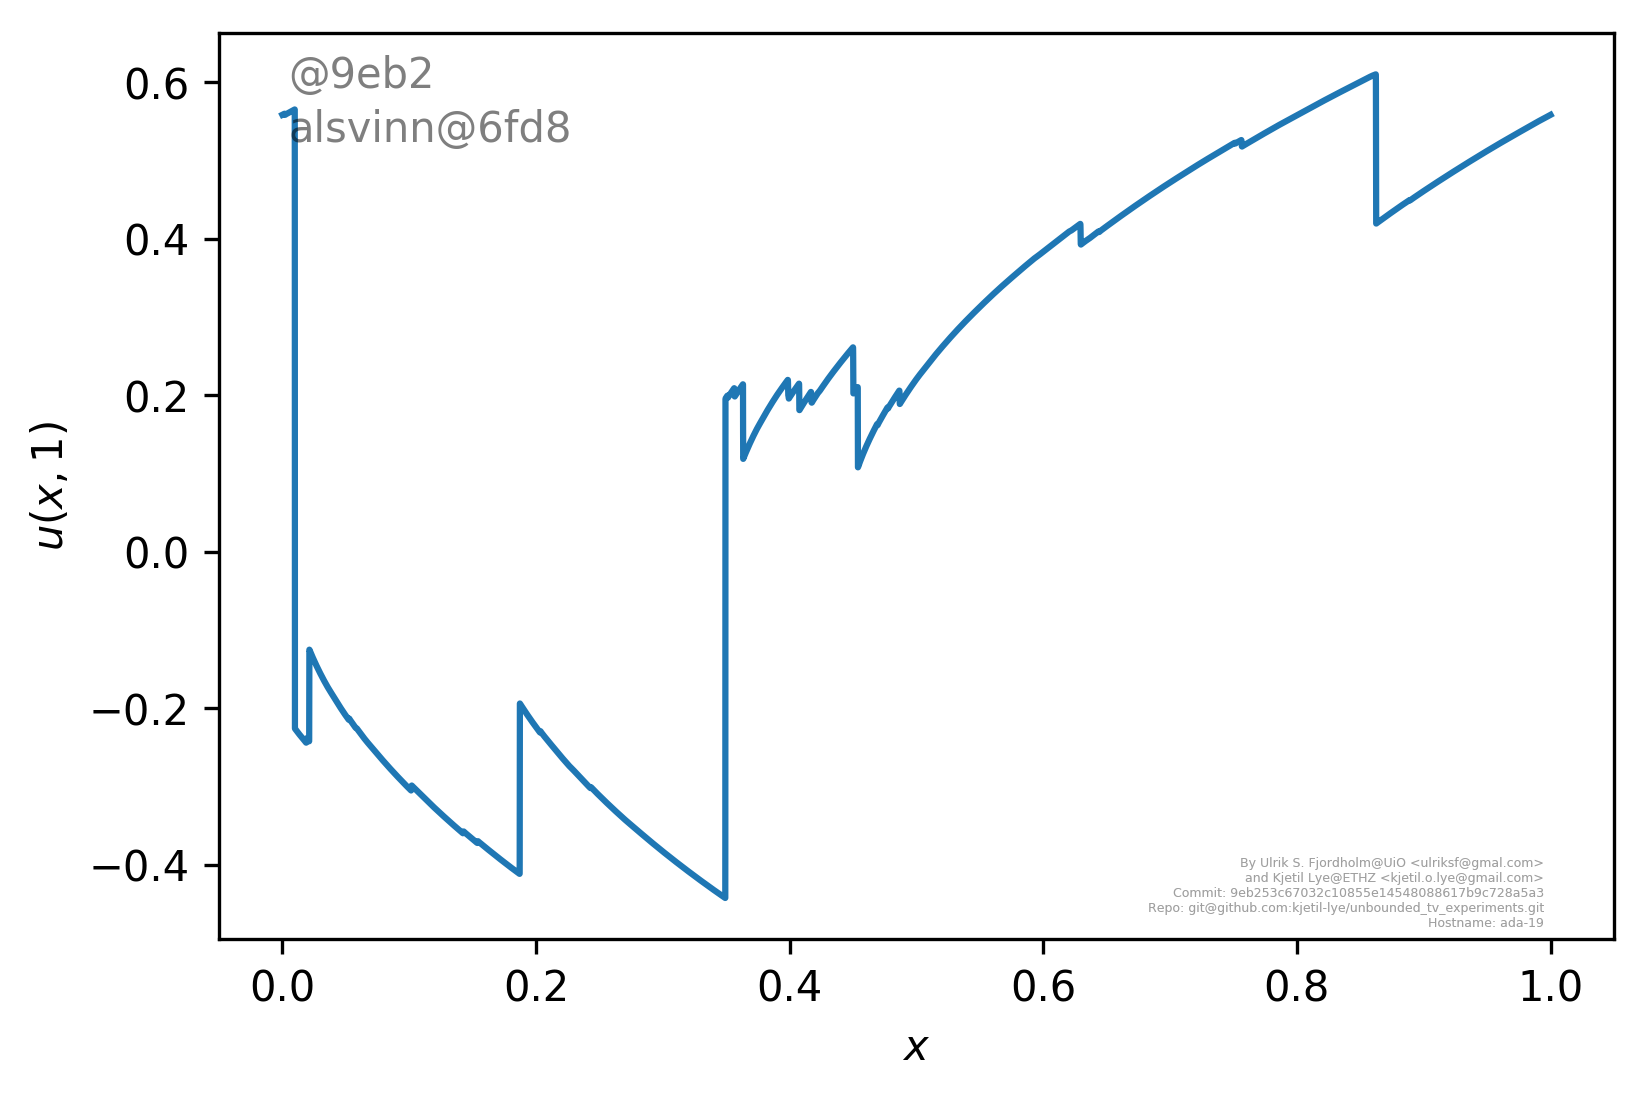 @9eb2
alsvinn@6fd8
0.6
0.4
0.2
0.0
−0.2
−0.4
u(x, 1)
0.0 0.2 0.4 0.6 0.8 1.0
x
By Ulrik S. Fjordholm@UiO <ulriksf@gmal.com>
and Kjetil Lye@ETHZ <kjetil.o.lye@gmail.com>
Commit: 9eb253c67032c10855e14548088617b9c728a5a3
Repo: git@github.com:kjetil-lye/unbounded_tv_experiments.git
Hostname: ada-19